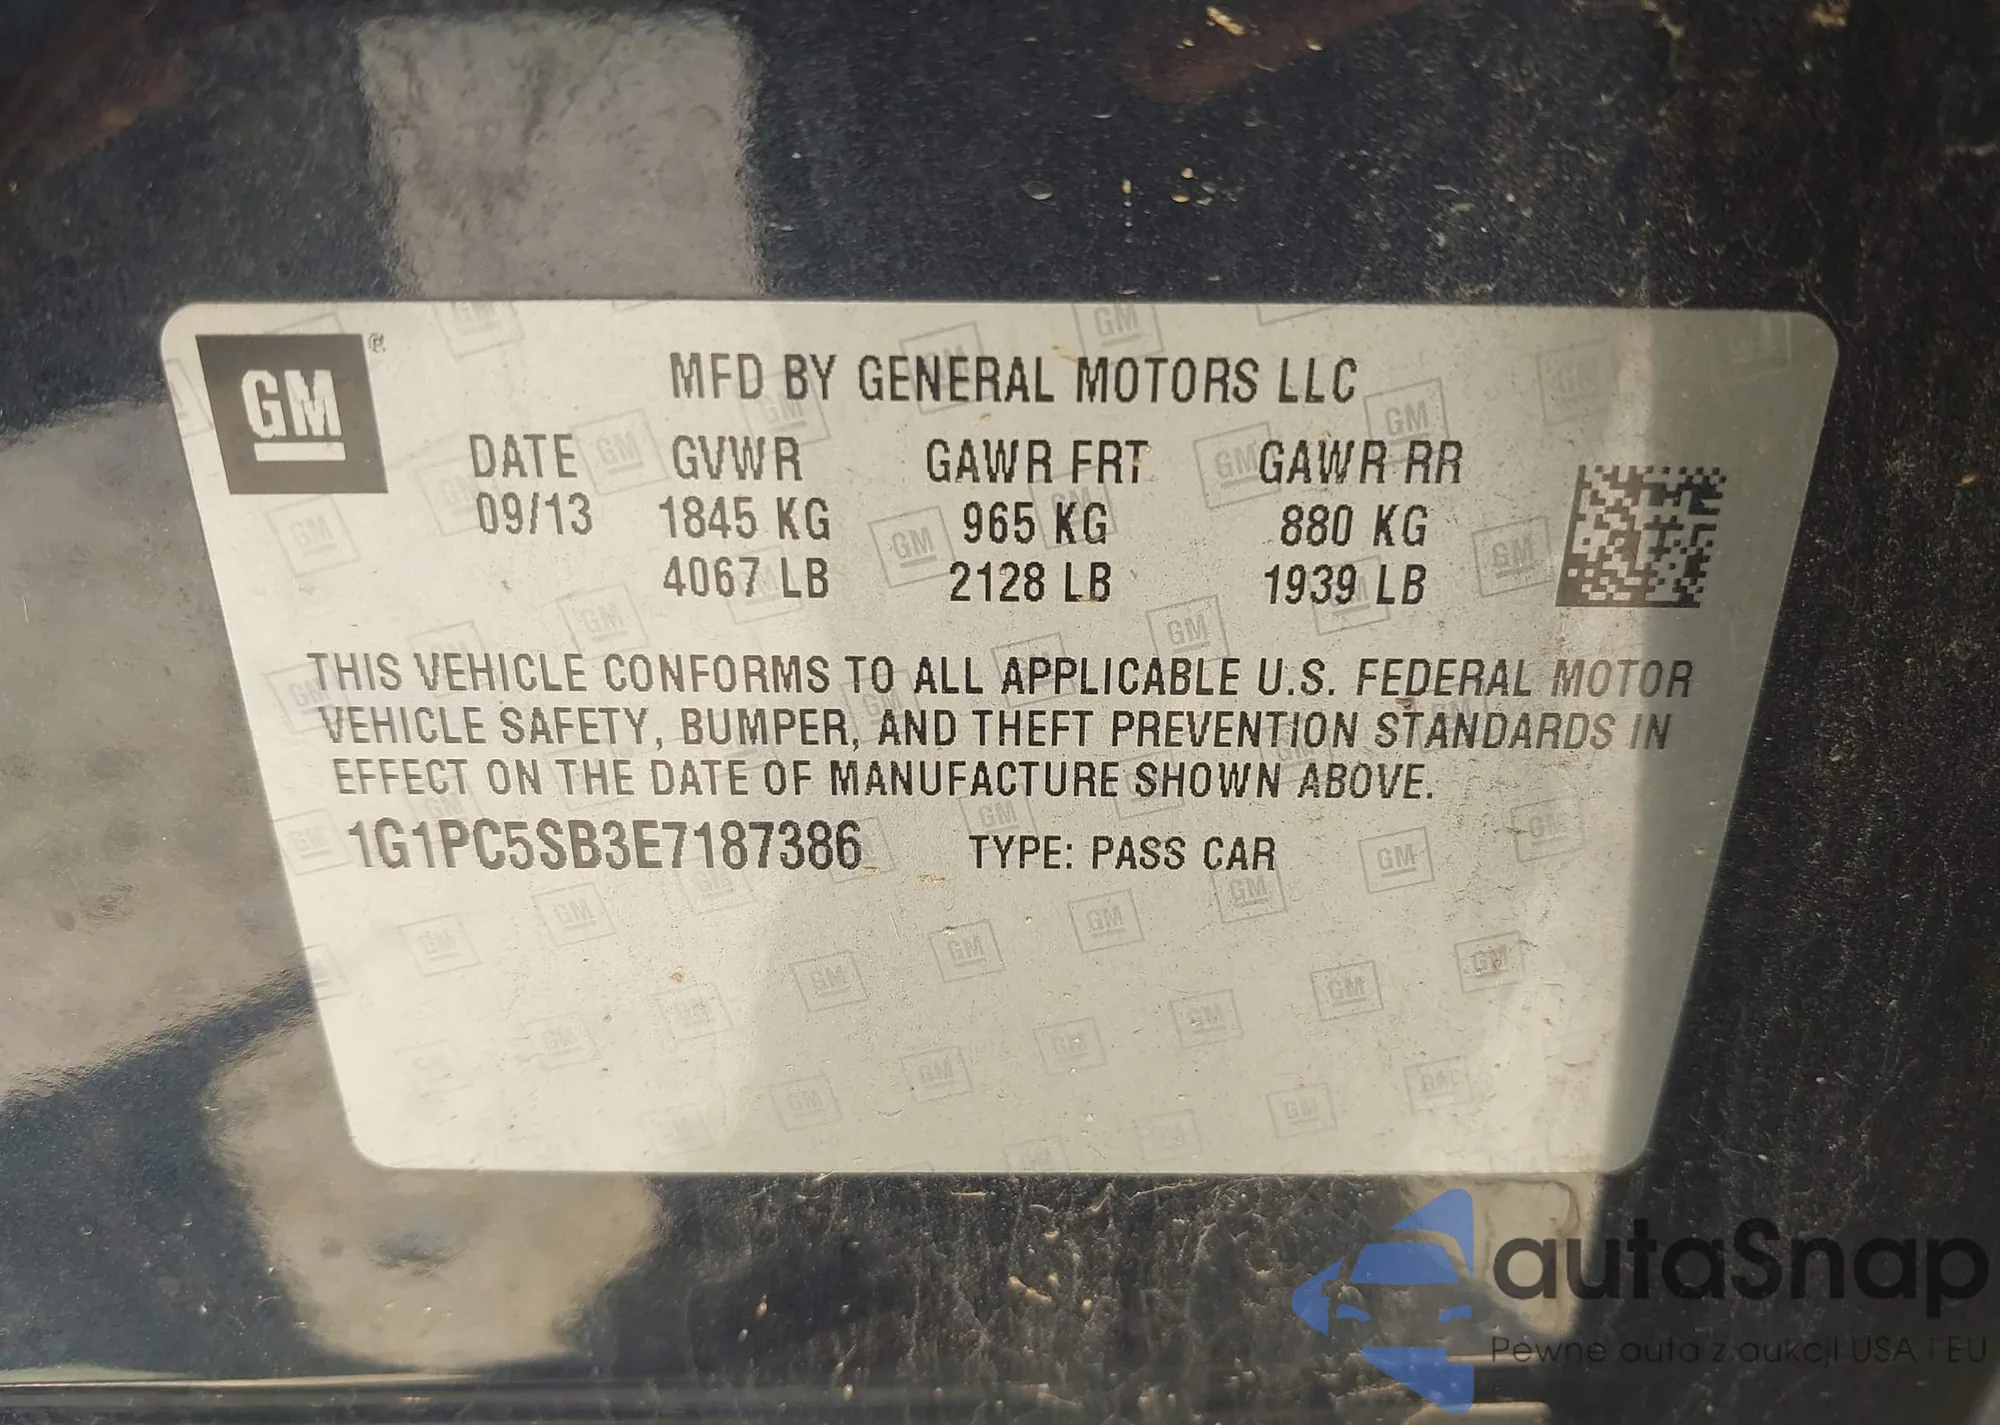 GM
MFD BY GENERAL MOTORS LLC
DATE GVWR GAWR FRT GAWR RR
09/13 1845 KG 965 KG 880 KG
4067 LB 2128 LB 1939 LB
THIS VEHICLE CONFORMS TO ALL APPLICABLE U.S. FEDERAL MOTOR
VEHICLE SAFETY, BUMPER, AND THEFT PREVENTION STANDARDS IN
EFFECT ON THE DATE OF MANUFACTURE SHOWN ABOVE.
1G1PC5SB3E7187386 TYPE: PASS CAR
autaSnap
Pewne auta z aukcji USA i EU